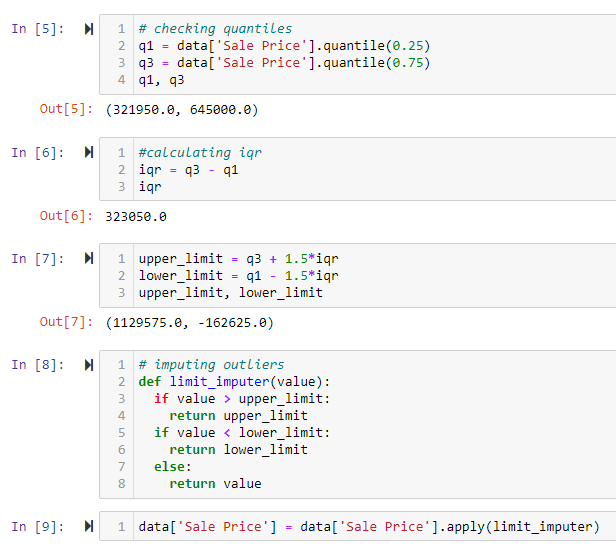 In [5]: 1 # checking quantiles
2 q1 = data['Sale Price'].quantile(0.25)
3 q3 = data['Sale Price'].quantile(0.75)
4 q1, q3
Out[5]: (321950.0, 645000.0)
In [6]: 1 #calculating iqr
2 iqr = q3 - q1
3 iqr
Out[6]: 323050.0
In [7]: 1 upper_limit = q3 + 1.5*iqr
2 lower_limit = q1 - 1.5*iqr
3 upper_limit, lower_limit
Out[7]: (1129575.0, -162625.0)
In [8]: 1 # imputing outliers
2 def limit_imputer(value):
3   if value > upper_limit:
4     return upper_limit
5   if value < lower_limit:
6     return lower_limit
7   else:
8     return value
In [9]: 1 data['Sale Price'] = data['Sale Price'].apply(limit_imputer)